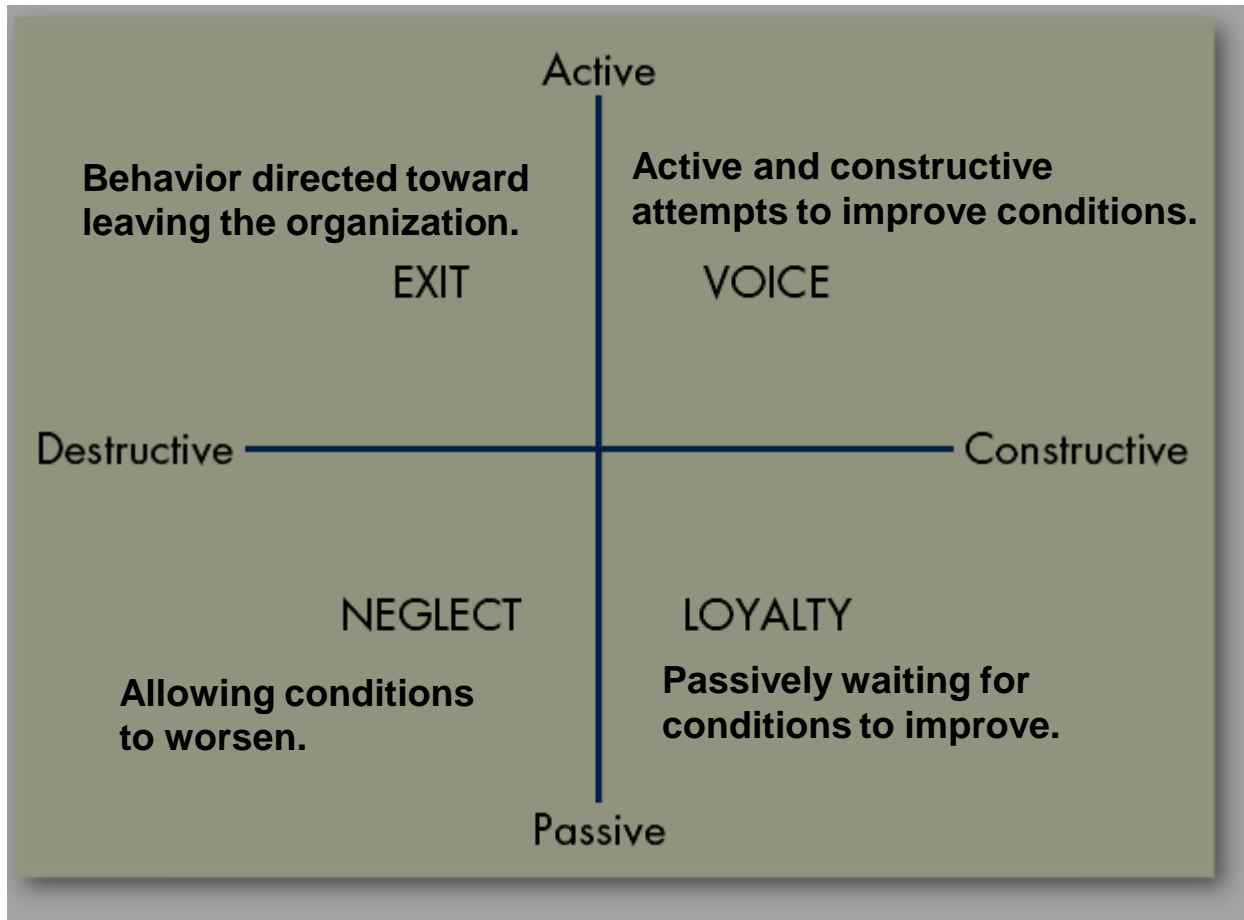 Active
Behavior directed toward
leaving the organization.
EXIT
Active and constructive
attempts to improve conditions.
VOICE
Destructive
Constructive
NEGLECT
Allowing conditions
to worsen.
LOYALTY
Passively waiting for
conditions to improve.
Passive